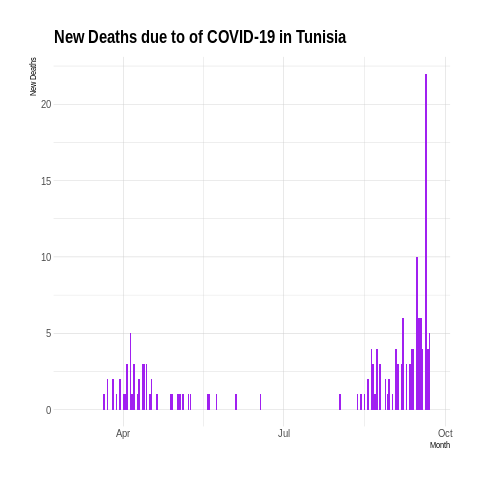 New Deaths due to of COVID-19 in Tunisia
New Deaths
20
15
10
5
0
Apr
Jul
Oct
Month